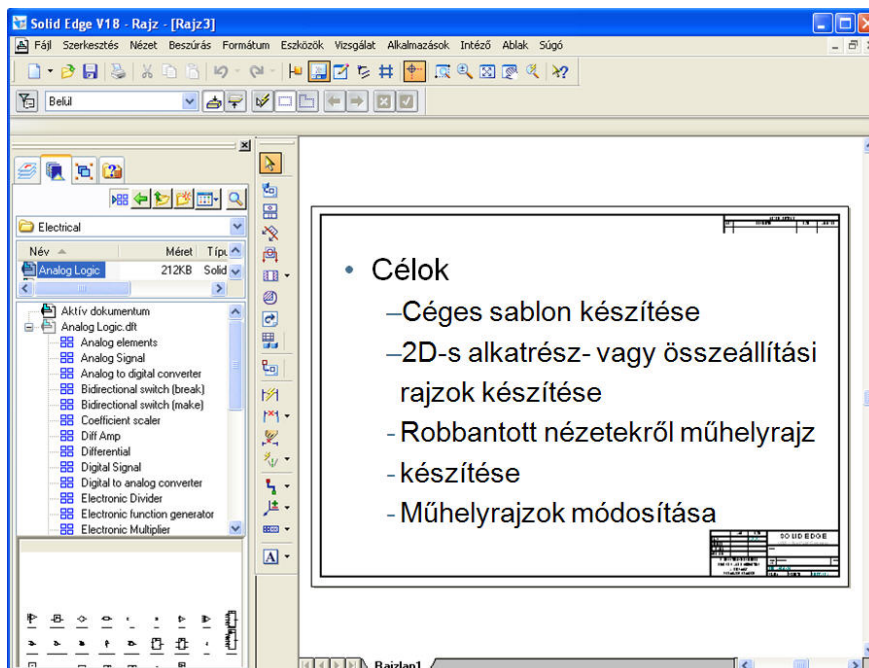 Solid Edge V18 - Rajz - [Rajz3]
Fájl Szerkesztés Nézet Beszúrás Formátum Eszközök Vizsgálat Alkalmazások Intéző Ablak Súgó
Belül
Electrical
Név Méret Típu
Analog Logic 212KB Solid
Aktív dokumentum
Analog Logic.dft
Analog elements
Analog Signal
Analog to digital converter
Bidirectional switch (break)
Bidirectional switch (make)
Coefficient scaler
Diff Amp
Differential
Digital Signal
Digital to analog converter
Electronic Divider
Electronic function generator
Electronic Multiplier
• Célok
–Céges sablon készítése
–2D-s alkatrész- vagy összeállítási
rajzok készítése
-Robbantott nézetekről műhelyrajz
-készítése
-Műhelyrajzok módosítása
SOLID EDGE
Rajzlap1